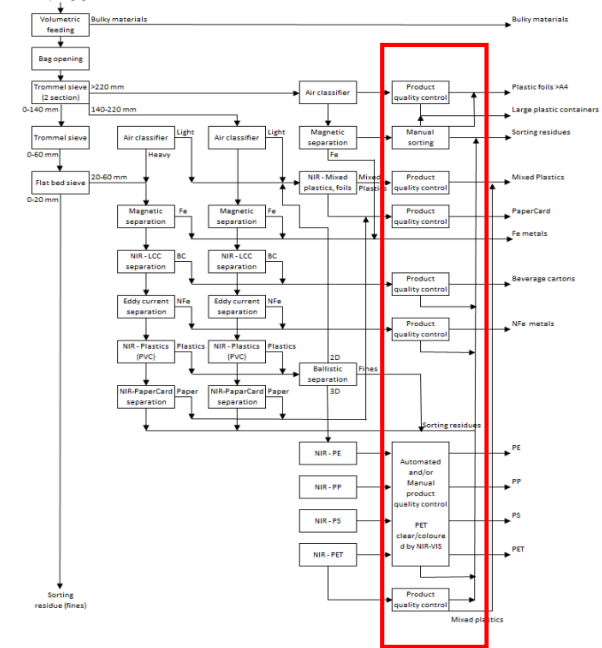 Volumetric
feeding
Bulky materials
Bulky materials
Bag opening
Trommel sieve
(2 section)
>220 mm
Air classifier
Product
quality control
Plastic foils >A4
0-140 mm
140-220 mm
Large plastic containers
Trommel sieve
Air classifier
Light
Air classifier
Light
Magnetic
separation
Manual
sorting
Sorting residues
0-60 mm
Heavy
Fe
Flat bed sieve
20-60 mm
NIR - Mixed
plastics, foils
Mixed
Plastics
Product
quality control
Mixed Plastics
0-20 mm
Magnetic
separation
Fe
Magnetic
separation
Fe
Product
quality control
PaperCard
Fe metals
NIR - LCC
separation
BC
NIR - LCC
separation
BC
Product
quality control
Beverage cartons
Eddy current
separation
NFe
Eddy current
separation
NFe
Product
quality control
NFe metals
NIR - Plastics
(PVC)
Plastics
NIR - Plastics
(PVC)
Plastics
2D
Ballistic
separation
Fines
3D
NIR-PaperCard
separation
Paper
NIR-PaparCard
separation
Paper
Sorting residues
NIR - PE
NIR - PP
NIR - PS
NIR - PET
Automated
and/or
Manual
product
quality control
PET
clear/coloure
d by NIR-VIS
PE
PP
PS
PET
Product
quality control
Mixed plastics
Sorting
residue (fines)